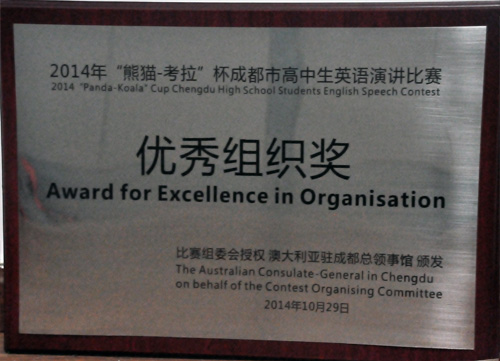 2014年“熊猫-考拉”杯成都市高中生英语演讲比赛
2014 "Panda-Koala" Cup Chengdu High School Students English Speech Contest
优秀组织奖
Award for Excellence in Organisation
比赛组委会授权 澳大利亚驻成都总领事馆 颁发
The Australian Consulate-General in Chengdu
on behalf of the Contest Organising Committee
2014年10月29日